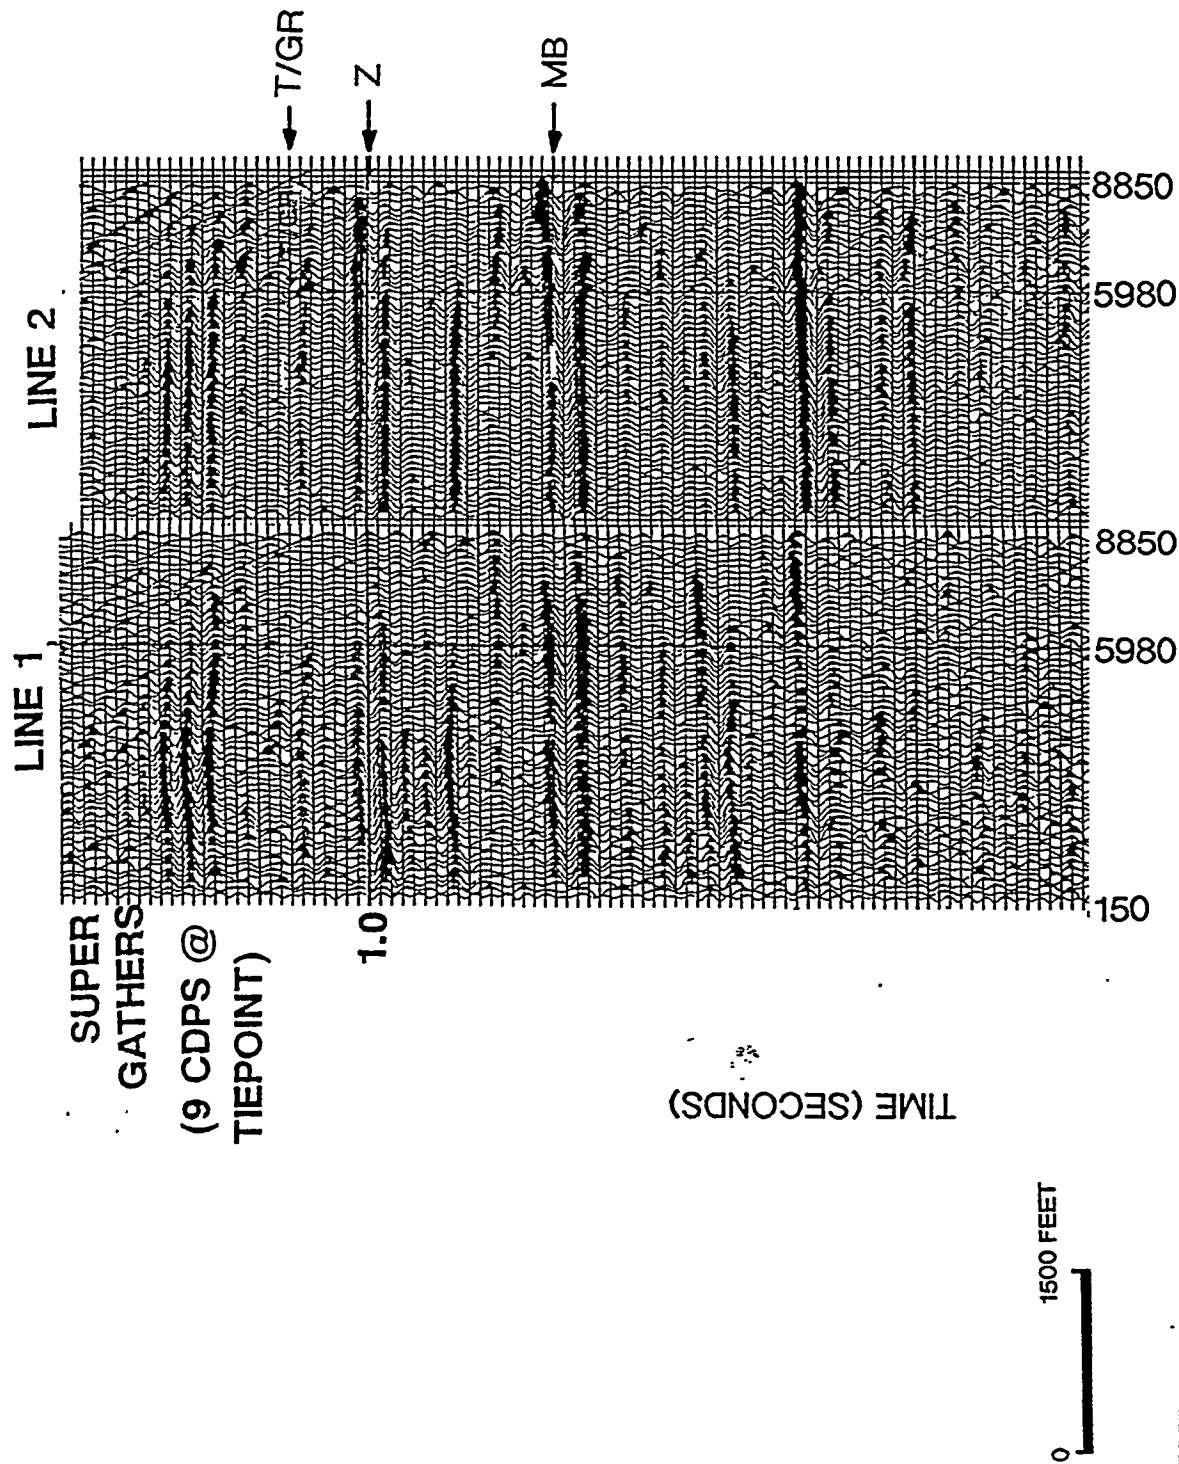 LINE 1
LINE 2
SUPER
GATHERS
(9 CDPS @
TIEPOINT)
T/GR
Z
MB
1.0
TIME (SECONDS)
150
5980
8850
5980
8850
0
1500 FEET